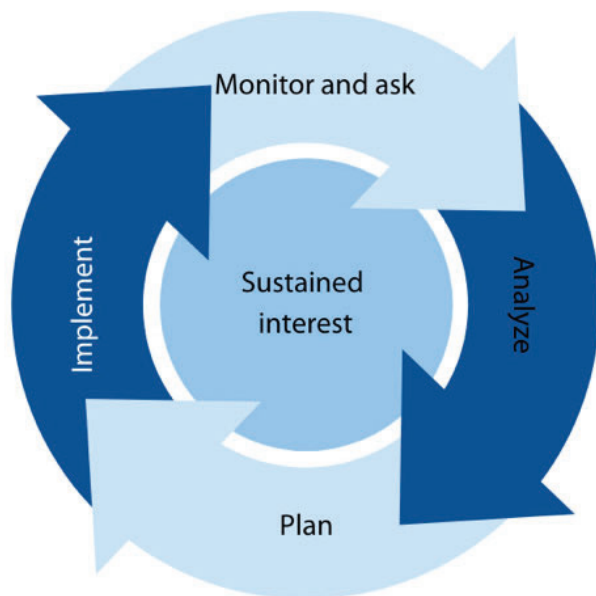 Monitor and ask
Analyze
Plan
Implement
Sustained
interest